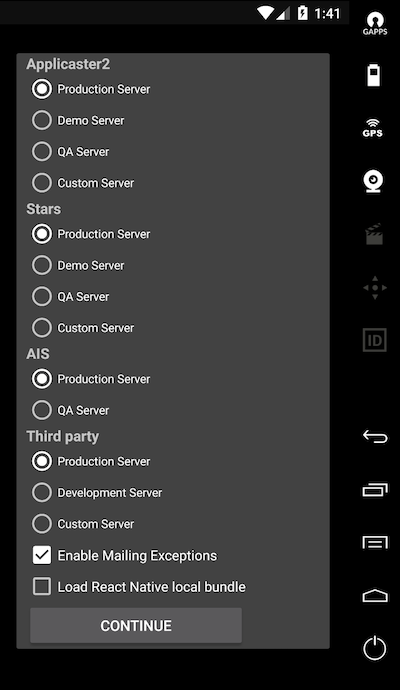 1:41
GAPPS
Applicaster2
Production Server
Demo Server
QA Server
Custom Server
Stars
Production Server
Demo Server
QA Server
Custom Server
AIS
Production Server
QA Server
Third party
Production Server
Development Server
Custom Server
Enable Mailing Exceptions
Load React Native local bundle
CONTINUE
GPS
ID